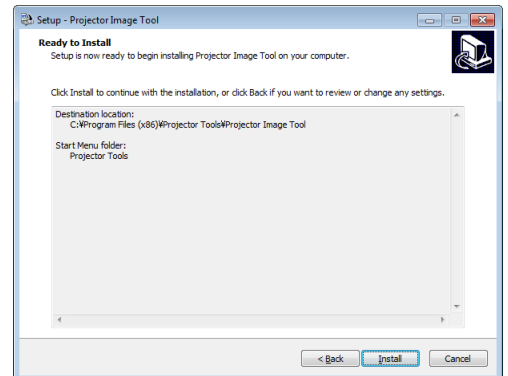 Setup - Projector Image Tool
Ready to Install
Setup is now ready to begin installing Projector Image Tool on your computer.
Click Install to continue with the installation, or click Back if you want to review or change any settings.
Destination location:
C:¥Program Files (x86)¥Projector Tools¥Projector Image Tool
Start Menu folder:
Projector Tools
< Back Install Cancel